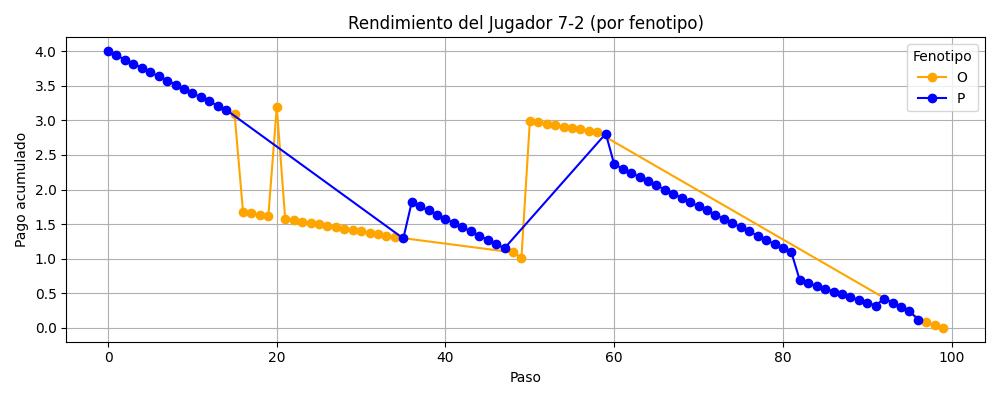 Rendimiento del Jugador 7-2 (por fenotipo)
Pago acumulado
4.0
3.5
3.0
2.5
2.0
1.5
1.0
0.5
0.0
Fenotipo
O
P
0 20 40 60 80 100
Paso